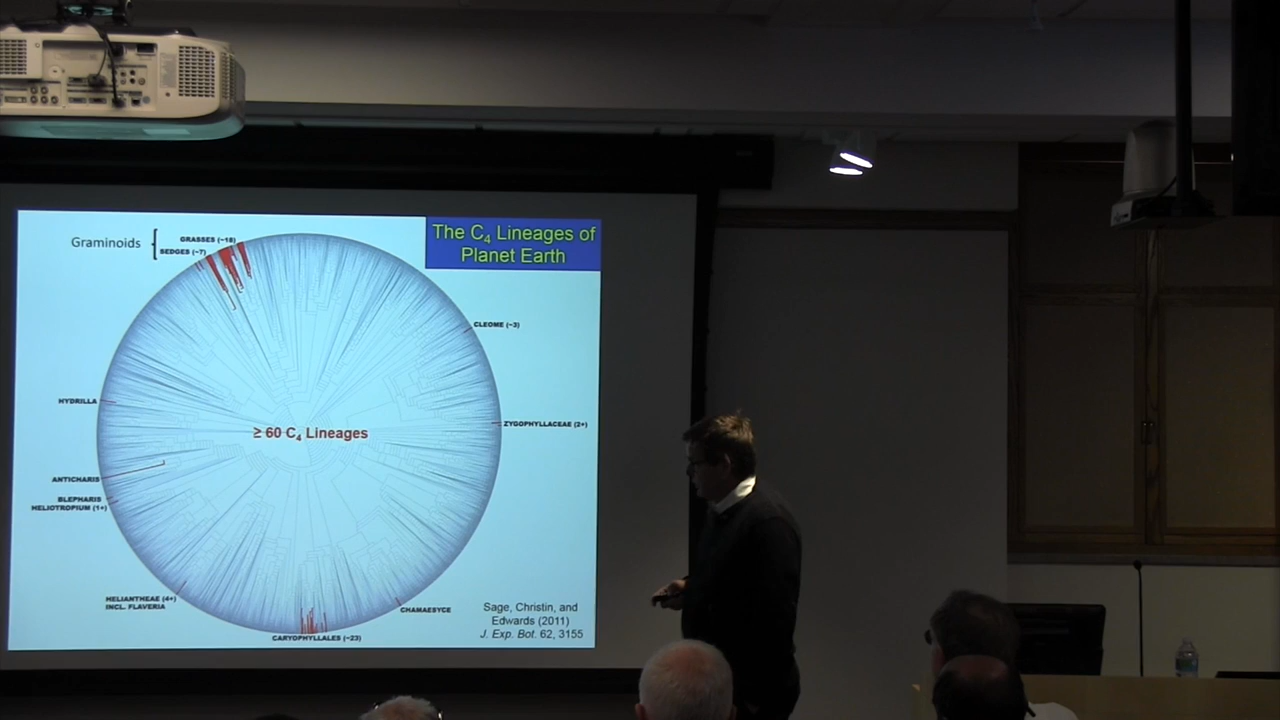 The C4 Lineages of
Planet Earth
Graminoids
GRASSES (~18)
SEDGES (~7)
CLEOME (~3)
HYDRILLA
ZYGOPHYLLACEAE (2+)
≥ 60 C4 Lineages
ANTICHARIS
BLEPHARIS
HELIOTROPIUM (1+)
HELIANTHEAE (4+)
INCL. FLAVERIA
CHAMAESYCE
CARYOPHYLLALES (~23)
Sage, Christin, and
Edwards (2011)
J. Exp. Bot. 62, 3155